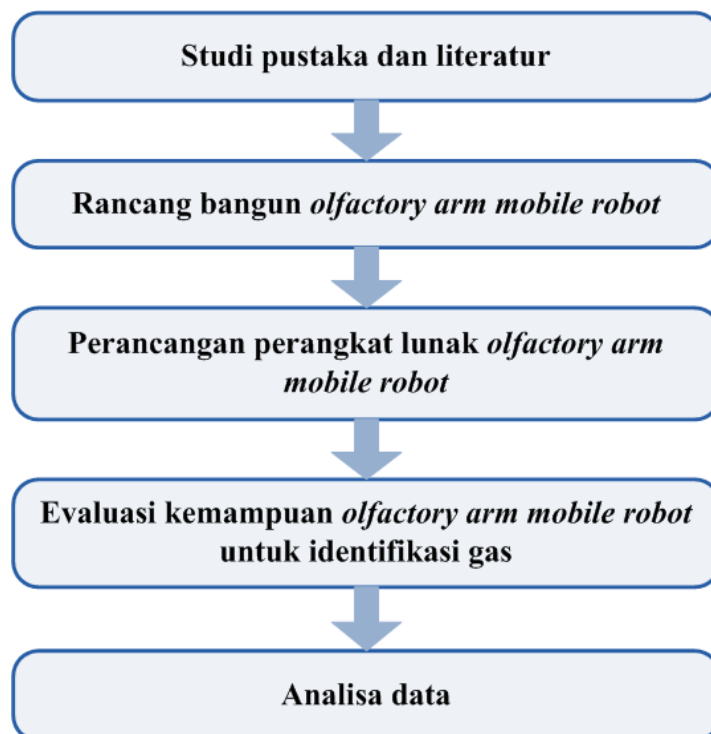 Studi pustaka dan literatur
Rancang bangun olfactory arm mobile robot
Perancangan perangkat lunak olfactory arm
mobile robot
Evaluasi kemampuan olfactory arm mobile robot
untuk identifikasi gas
Analisa data